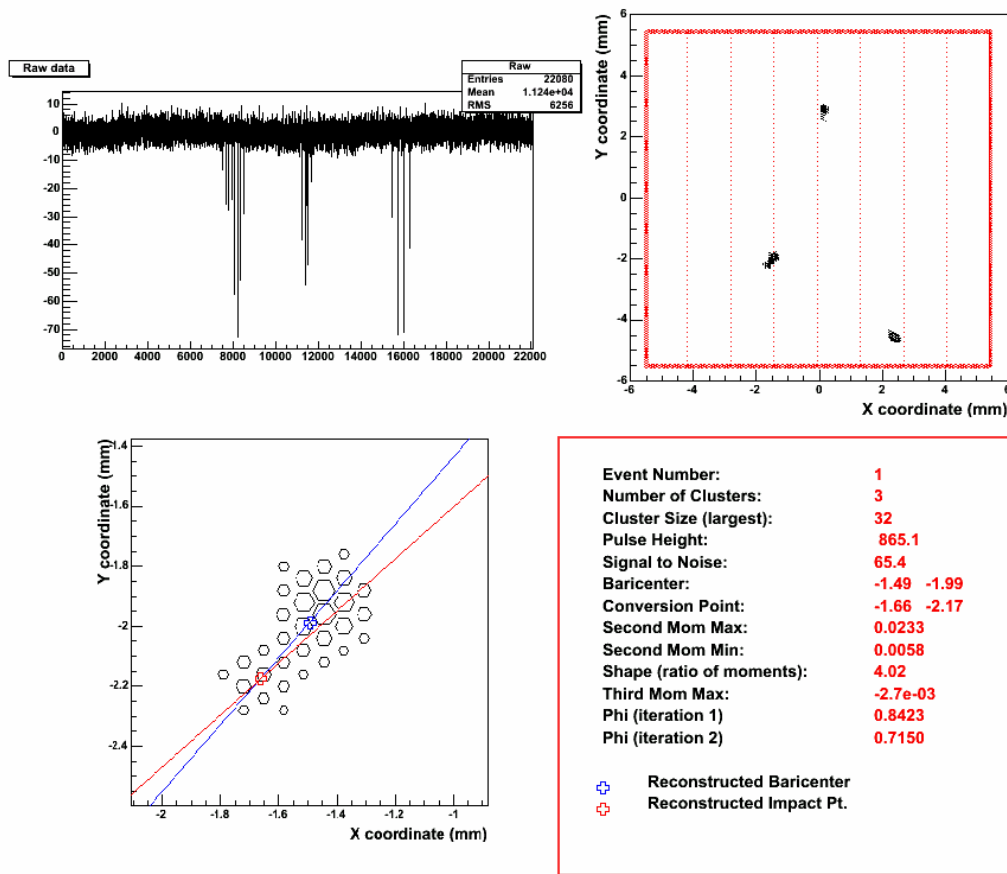 Raw data
Raw
Entries 22080
Mean 1.124e+04
RMS 6256
10
0
-10
-20
-30
-40
-50
-60
-70
0 2000 4000 6000 8000 10000 12000 14000 16000 18000 20000 22000
Y coordinate (mm)
6
4
2
0
-2
-4
-6
-6 -4 -2 0 2 4 6
X coordinate (mm)
Y coordinate (mm)
-1.4
-1.6
-1.8
-2
-2.2
-2.4
-2 -1.8 -1.6 -1.4 -1.2 -1
X coordinate (mm)
Event Number: 1
Number of Clusters: 3
Cluster Size (largest): 32
Pulse Height: 865.1
Signal to Noise: 65.4
Baricenter: -1.49 -1.99
Conversion Point: -1.66 -2.17
Second Mom Max: 0.0233
Second Mom Min: 0.0058
Shape (ratio of moments): 4.02
Third Mom Max: -2.7e-03
Phi (iteration 1) 0.8423
Phi (iteration 2) 0.7150
Reconstructed Baricenter
Reconstructed Impact Pt.